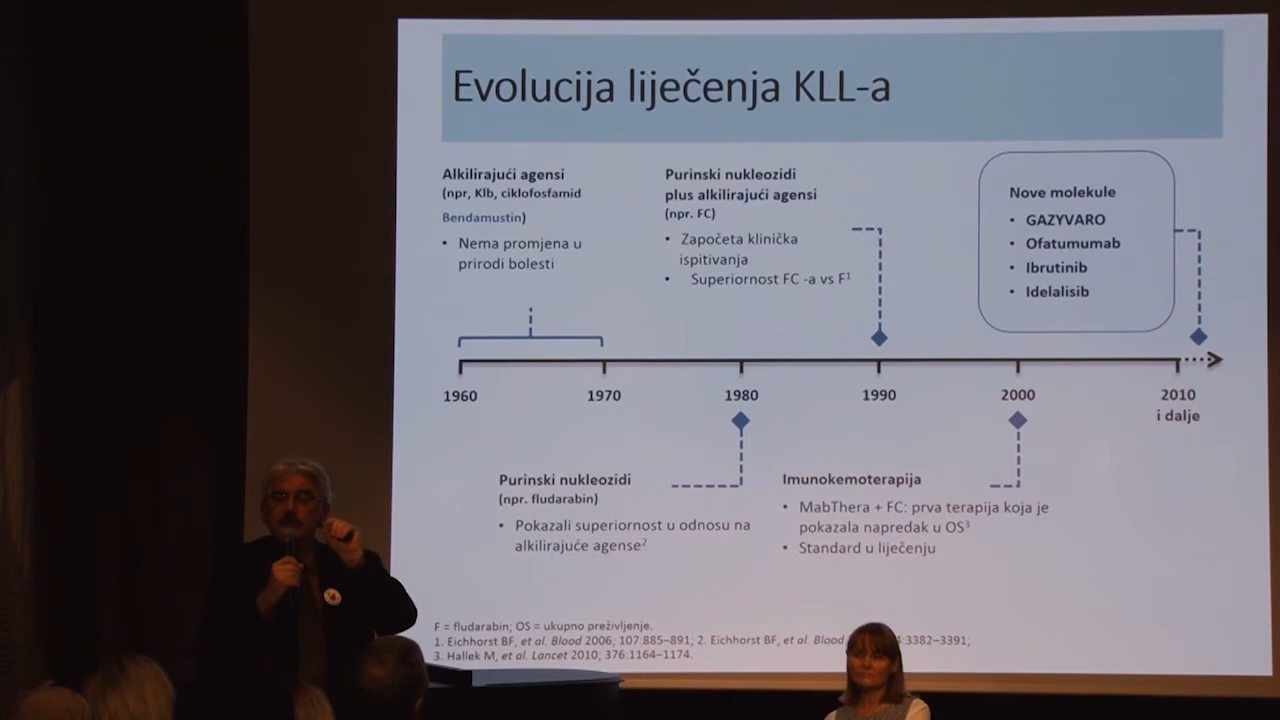 Evolucija liječenja KLL-a
Alkilirajući agensi
(npr, Klb, ciklofosfamid
Bendamustin)
• Nema promjena u
prirodi bolesti
Purinski nukleozidi
plus alkilirajući agensi
(npr. FC)
• Započeta klinička
ispitivanja
• Superiornost FC -a vs F¹
Nove molekule
• GAZYVARO
• Ofatumumab
• Ibrutinib
• Idelalisib
1960
1970
1980
1990
2000
2010
i dalje
Purinski nukleozidi
(npr. fludarabin)
• Pokazali superiornost u odnosu na
alkilirajuće agense²
Imunokemoterapija
• MabThera + FC: prva terapija koja je
pokazala napredak u OS³
• Standard u liječenju
F = fludarabin; OS = ukupno preživljenje.
1. Eichhorst BF, et al. Blood 2006; 107:885–891; 2. Eichhorst BF, et al. Blood :3382–3391;
3. Hallek M, et al. Lancet 2010; 376:1164–1174.